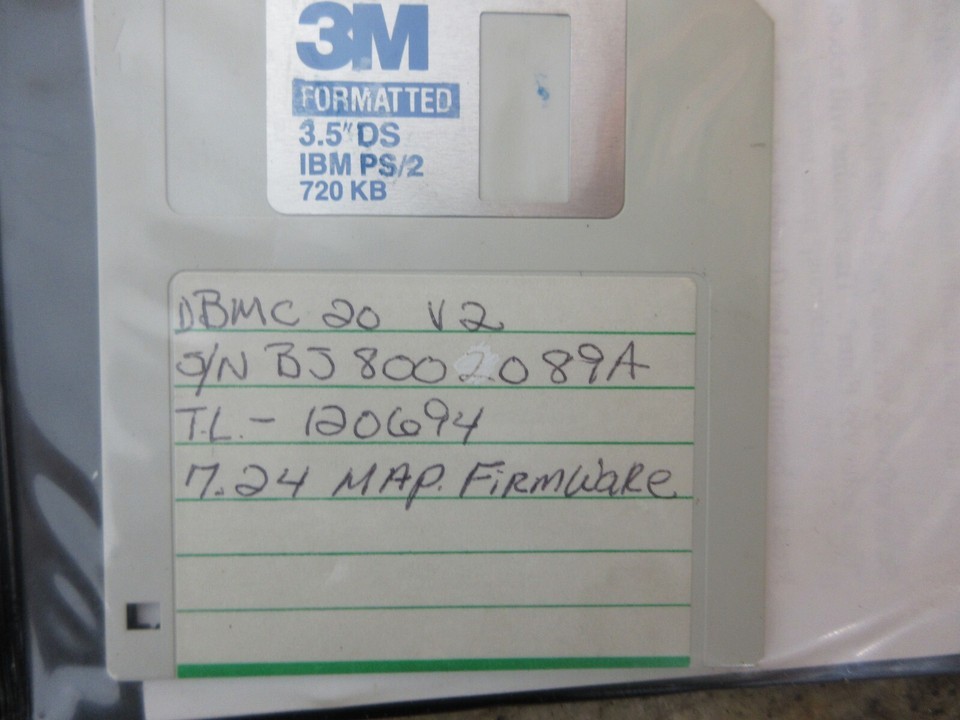 3M
FORMATTED
3.5" DS
IBM PS/2
720 KB
DBMC 20 V2
S/N BJ8002089A
T.L. - 120694
7.24 MAP. FiRMWaRe